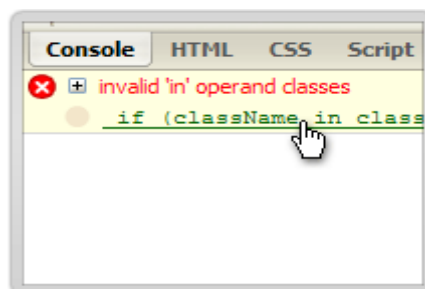 Console HTML CSS Script
invalid 'in' operand classes
if (className in class